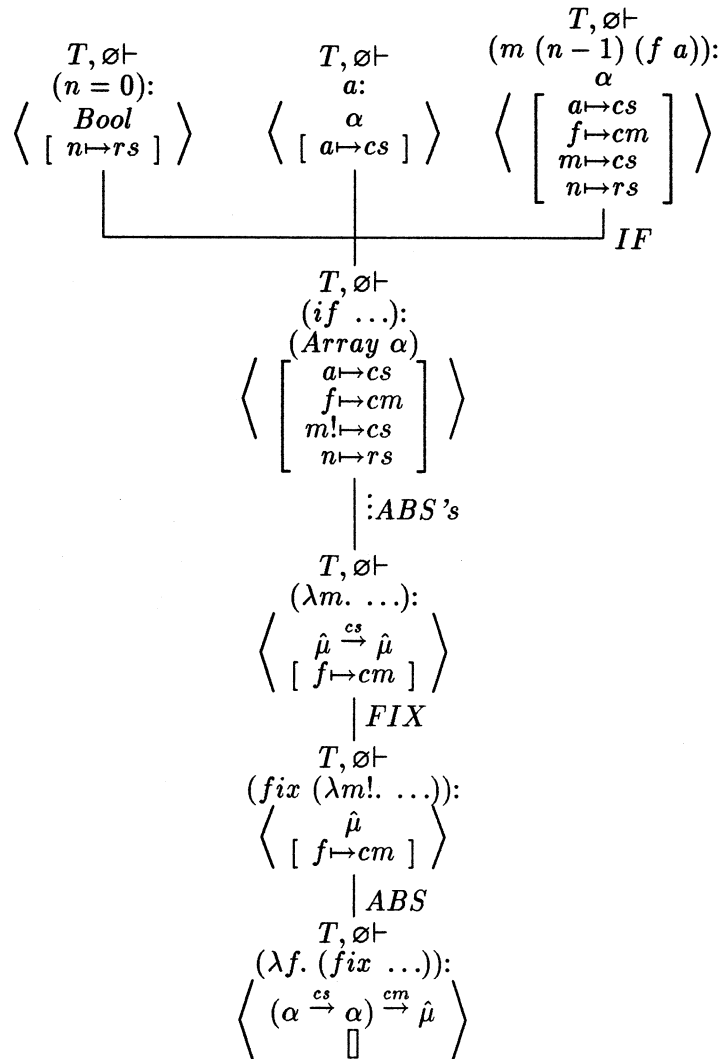 T, ∅⊢
(n = 0):
Bool
[ n↦rs ]
T, ∅⊢
a:
α
[ a↦cs ]
T, ∅⊢
(m (n − 1) (f a)):
α
a↦cs
f↦cm
m↦cs
n↦rs
IF
T, ∅⊢
(if ...):
(Array α)
a↦cs
f↦cm
m!↦cs
n↦rs
⋮ABS's
T, ∅⊢
(λm. ...):
μ̂ →^cs μ̂
[ f↦cm ]
FIX
T, ∅⊢
(fix (λm!. ...)):
μ̂
[ f↦cm ]
ABS
T, ∅⊢
(λf. (fix ...)):
(α →^cs α) →^cm μ̂
[]